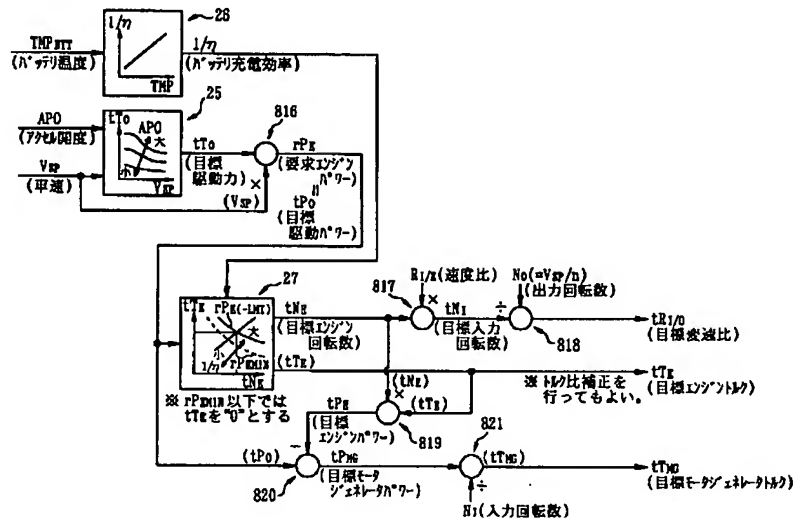 26
1/η
TMP
TMPBTT
(バッテリ温度)
1/η
(バッテリ充電効率)
25
tTo
APO
大
小
VSP
APO
(アクセル開度)
VSP
(車速)
tTo
(目標
駆動力)
×
(VSP)
816
rPE
(要求エンジン
パワー)
=
tPo
(目標
駆動パワー)
27
tTE
rPE(-LMT)
大
小
1/η
rPEMIN
tNE
※ rPEMIN以下では
tTEを"0"とする
tNE
(目標エンジン
回転数)
(tTE)
817
RI/E(速度比)
×
tNI
(目標入力
回転数)
÷
No(=VSP/n)
(出力回転数)
818
tRI/O
(目標変速比)
(tNE)
×
(tTE)
819
※ トルク比補正を
行ってもよい。
tTE
(目標エンジントルク)
tPE
(目標
エンジンパワー)
(tPo)
−
820
tPMG
(目標モータ
ジェネレータパワー)
821
÷
NI(入力回転数)
(tTMG)
tTMG
(目標モータジェネレータトルク)